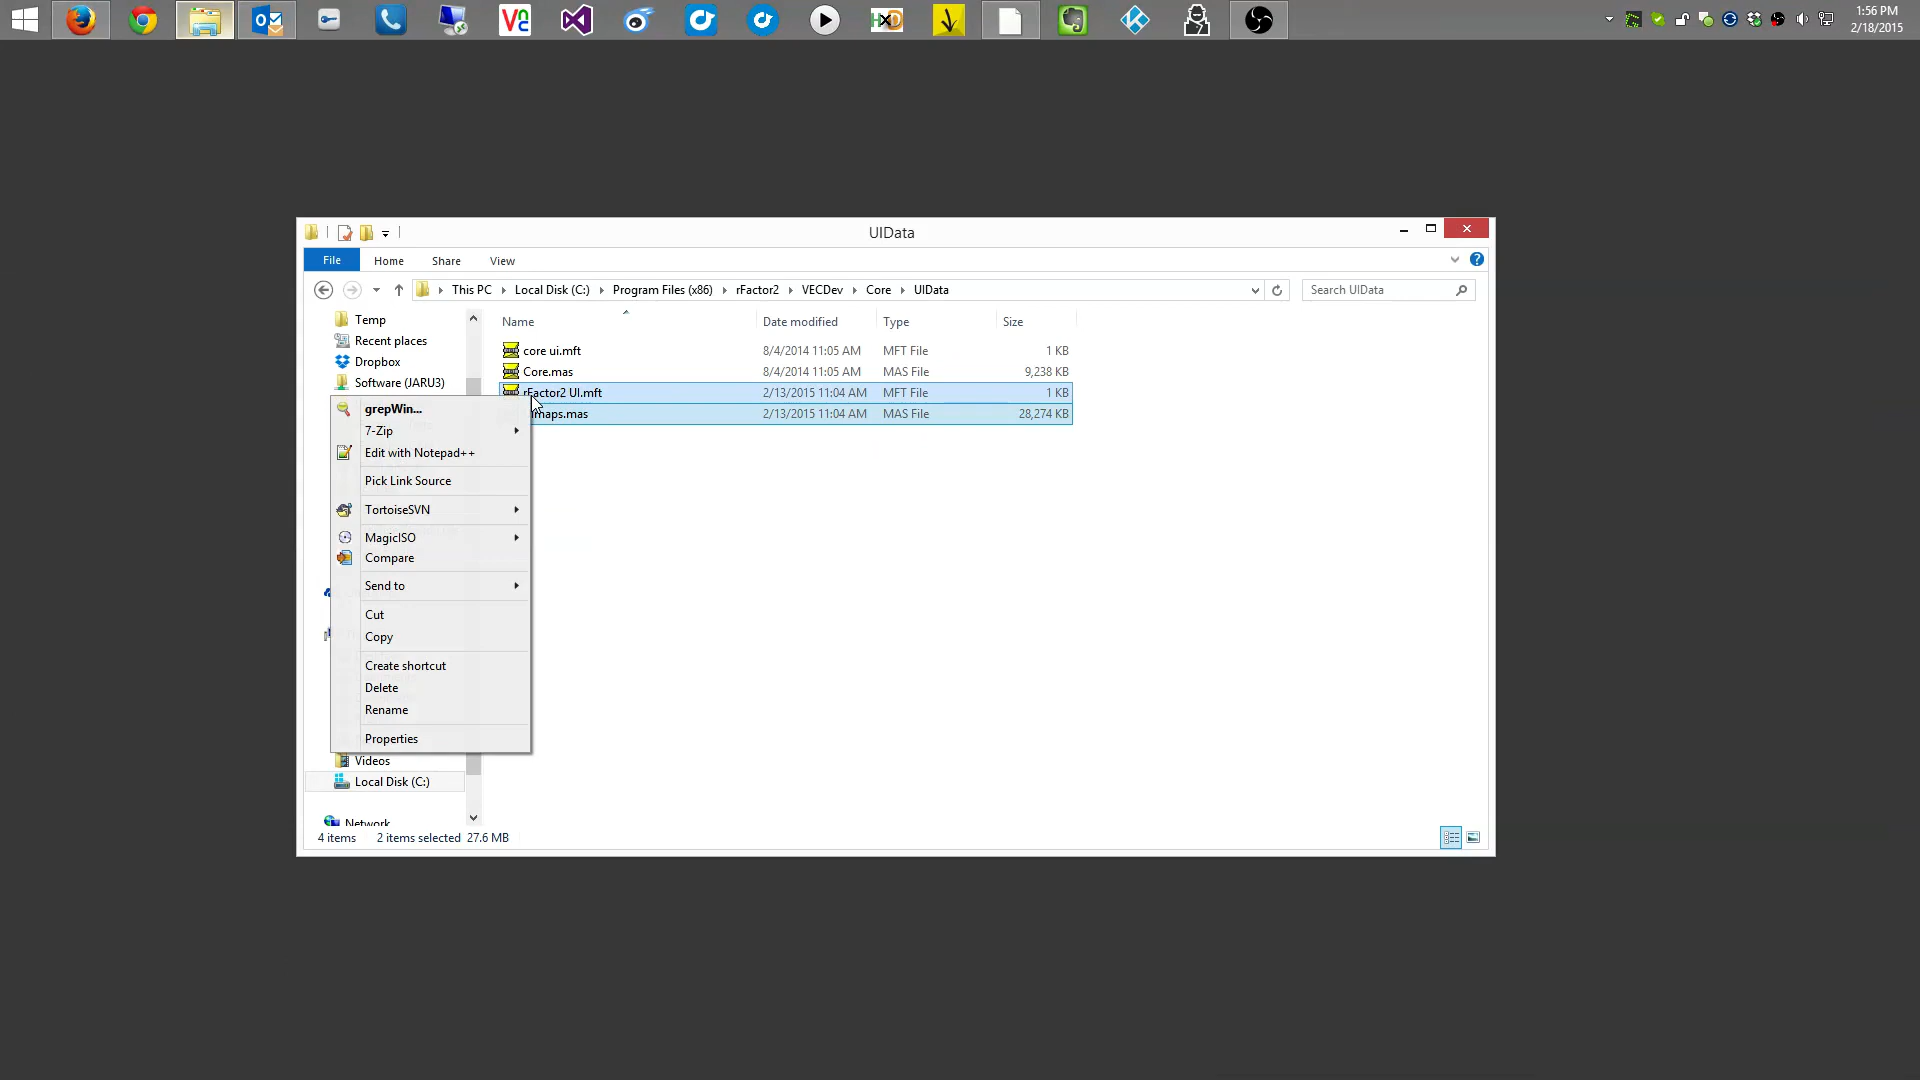 1:56 PM
2/18/2015
UIData
File
Home
Share
View
This PC
Local Disk (C:)
Program Files (x86)
rFactor2
VECDev
Core
UIData
Search UIData
Temp
Recent places
Dropbox
Software (JARU3)
Name
Date modified
Type
Size
core ui.mft 8/4/2014 11:05 AM MFT File 1 KB
Core.mas 8/4/2014 11:05 AM MAS File 9,238 KB
rFactor2 UI.mft 2/13/2015 11:04 AM MFT File 1 KB
2/13/2015 11:04 AM MAS File 28,274 KB
grepWin...
7-Zip
Edit with Notepad++
Pick Link Source
TortoiseSVN
MagicISO
Compare
Send to
Cut
Copy
Create shortcut
Delete
Rename
Properties
Videos
Local Disk (C:)
Network
4 items
2 items selected 27.6 MB